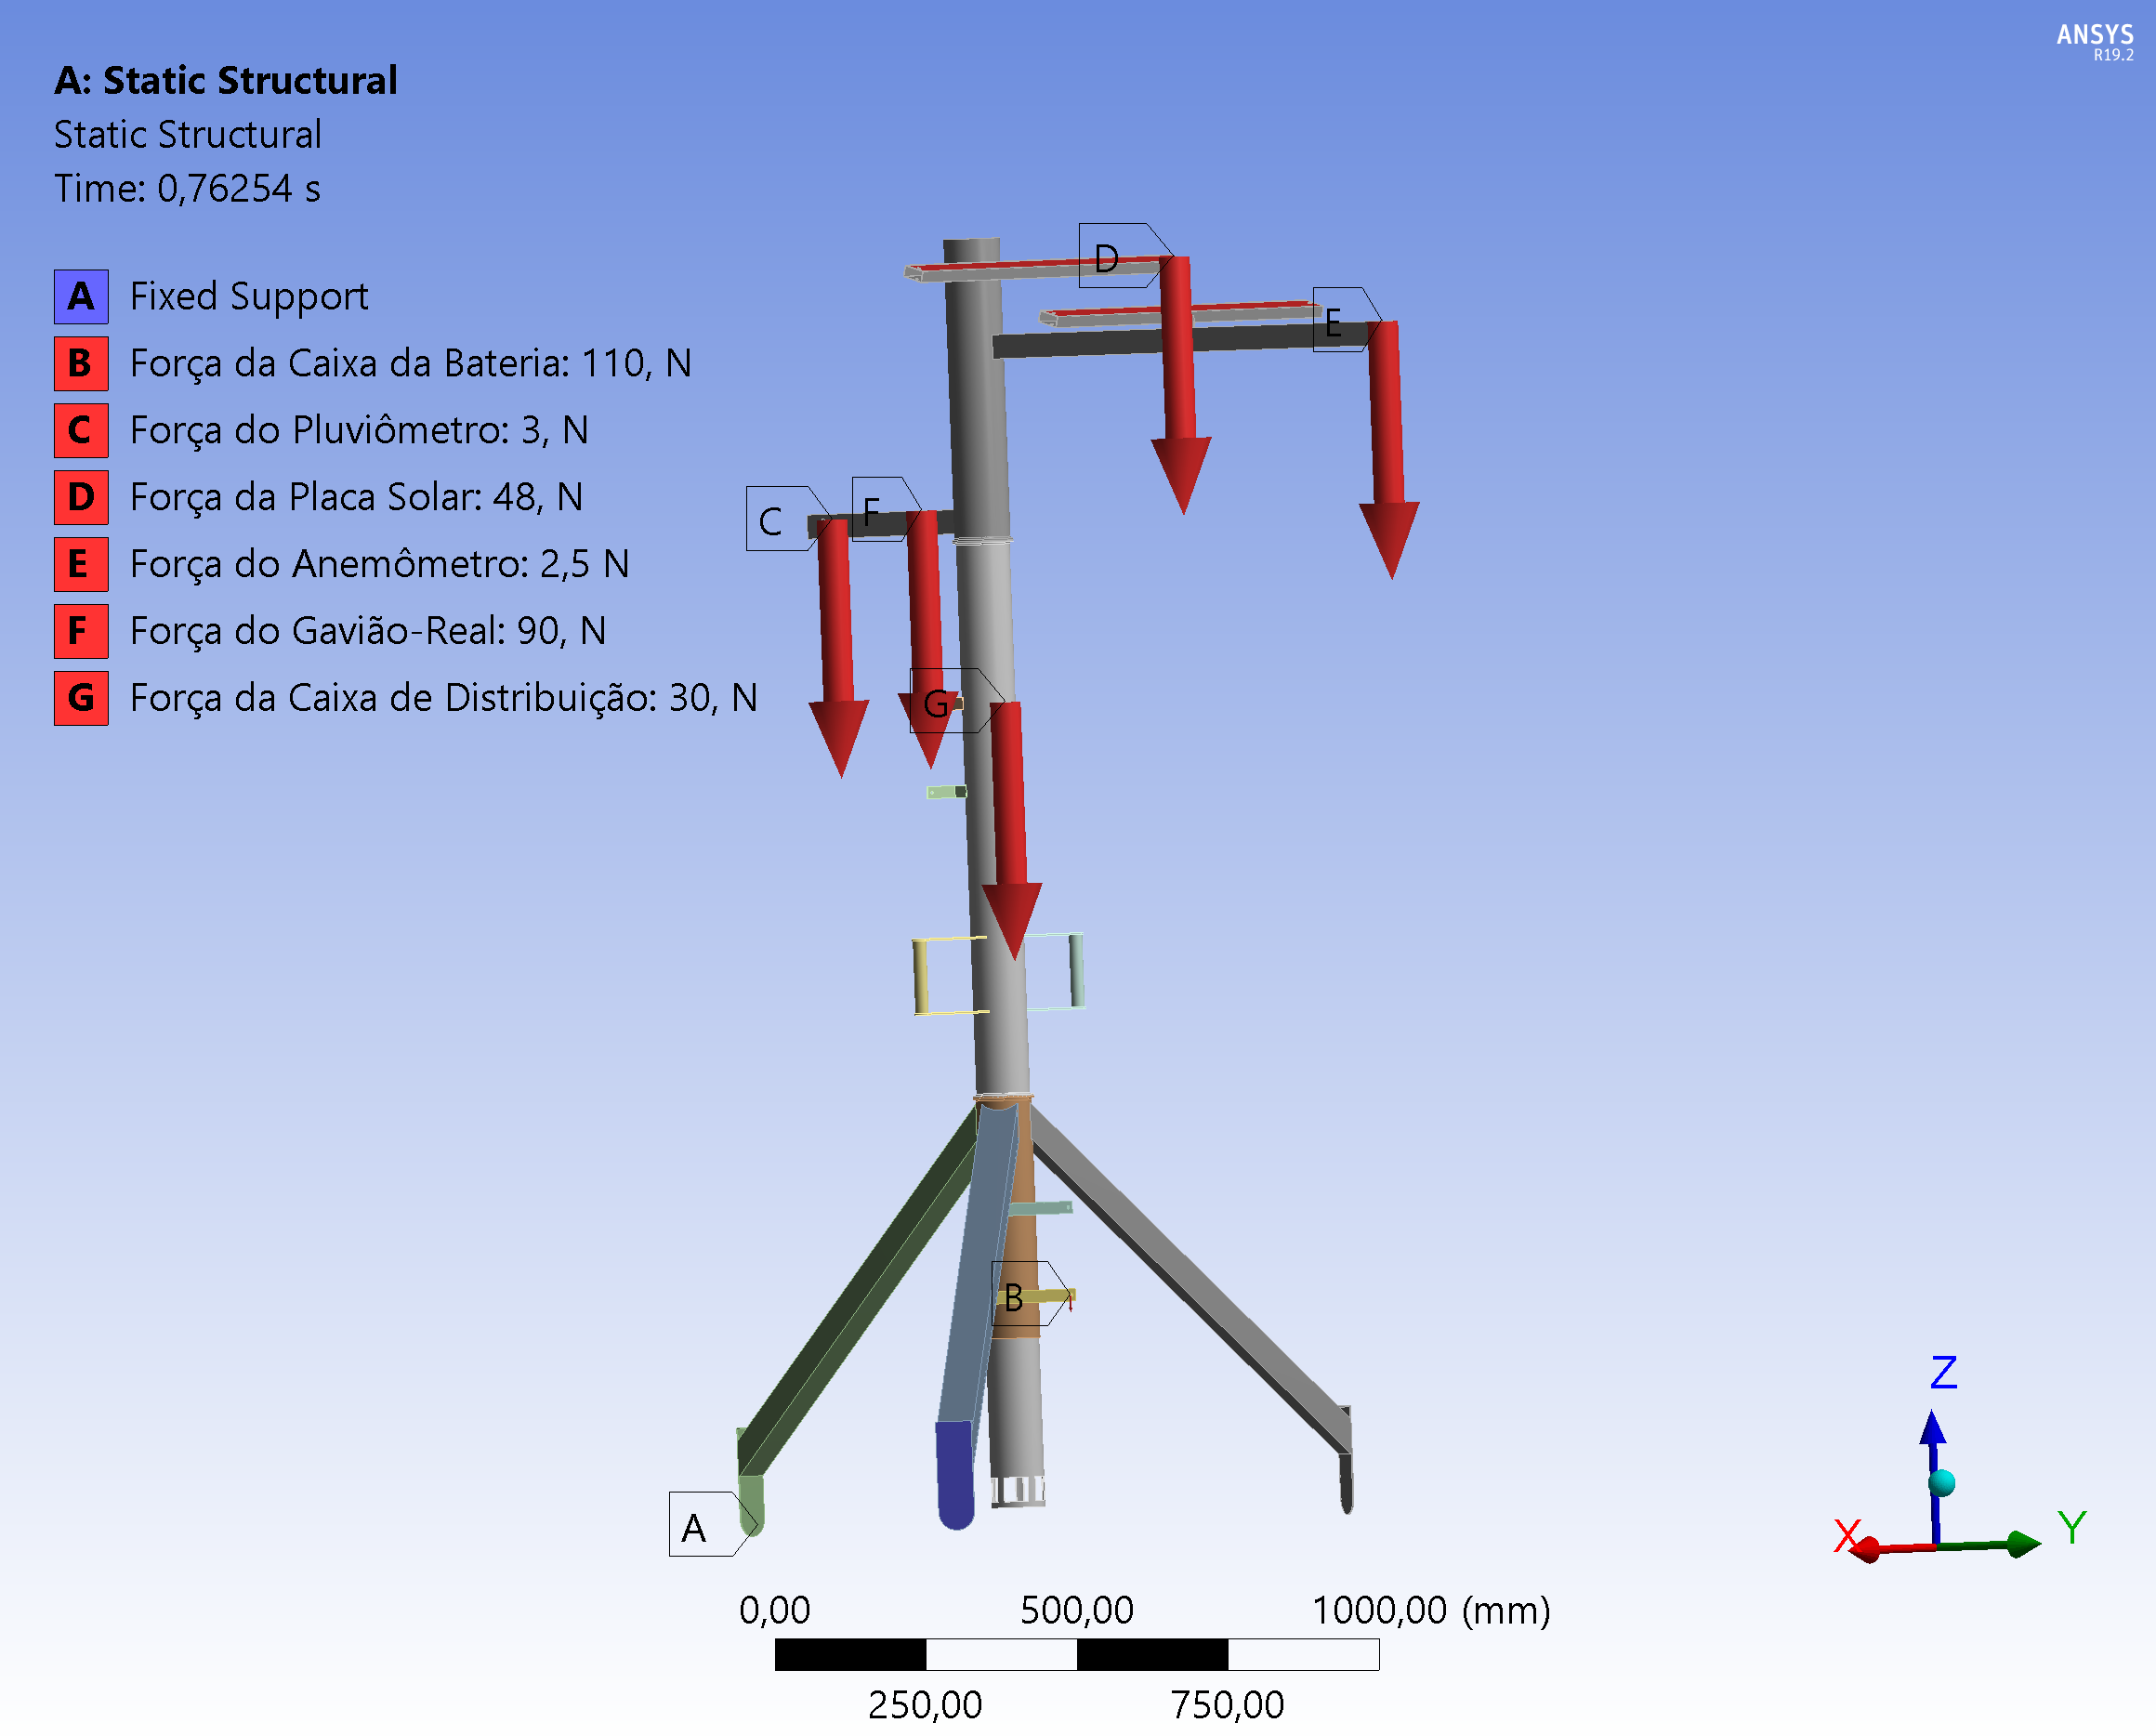 ANSYS
R19.2
A: Static Structural
Static Structural
Time: 0,76254 s
A Fixed Support
B Força da Caixa da Bateria: 110, N
C Força do Pluviômetro: 3, N
D Força da Placa Solar: 48, N
E Força do Anemômetro: 2,5 N
F Força do Gavião-Real: 90, N
G Força da Caixa de Distribuição: 30, N
D
E
C
F
G
B
A
Z
X
Y
0,00 500,00 1000,00 (mm)
250,00 750,00